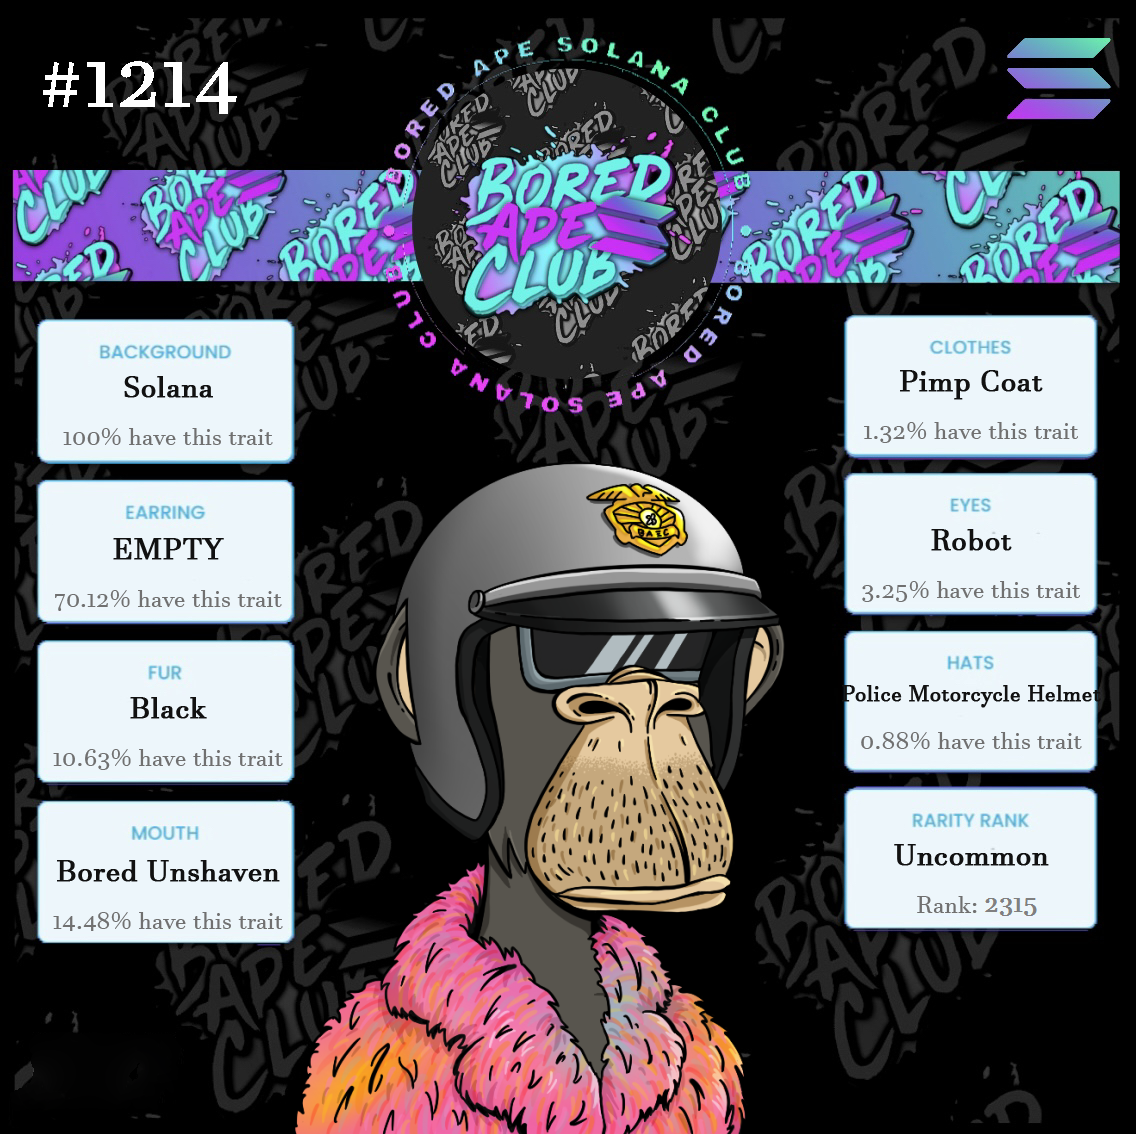 #1214
BORED APE SOLANA CLUB
BORED APE SOLANA CLUB
BORED
APE
CLUB
BACKGROUND
Solana
100% have this trait
EARRING
EMPTY
70.12% have this trait
FUR
Black
10.63% have this trait
MOUTH
Bored Unshaven
14.48% have this trait
CLOTHES
Pimp Coat
1.32% have this trait
EYES
Robot
3.25% have this trait
HATS
Police Motorcycle Helmet
0.88% have this trait
RARITY RANK
Uncommon
Rank: 2315